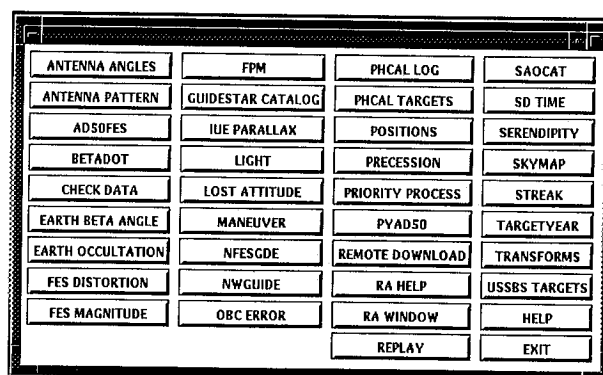 ANTENNA ANGLES FPM PHCAL LOG SAOCAT
ANTENNA PATTERN GUIDESTAR CATALOG PHCAL TARGETS SD TIME
AD50FES IUE PARALLAX POSITIONS SERENDIPITY
BETADOT LIGHT PRECESSION SKYMAP
CHECK DATA LOST ATTITUDE PRIORITY PROCESS STREAK
EARTH BETA ANGLE MANEUVER PYAD50 TARGETYEAR
EARTH OCCULTATION NFESGDE REMOTE DOWNLOAD TRANSFORMS
FES DISTORTION NWGUIDE RA HELP USSBS TARGETS
FES MAGNITUDE OBC ERROR RA WINDOW HELP
REPLAY EXIT